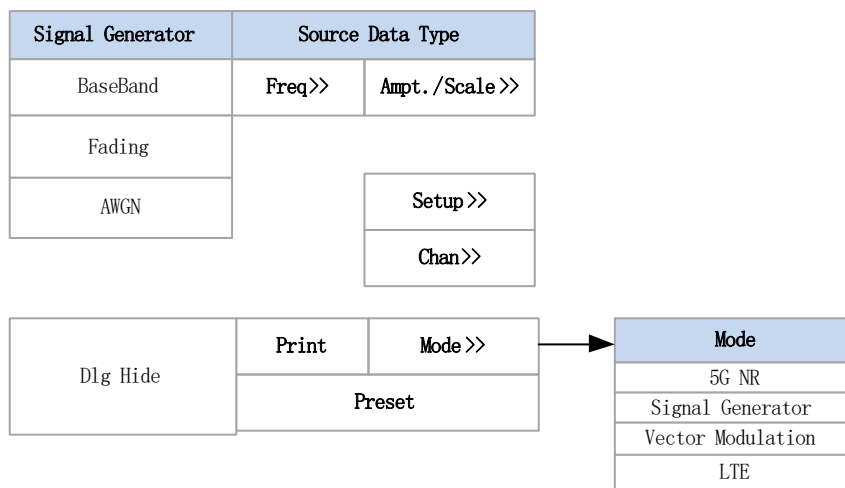 Signal Generator
Source Data Type
BaseBand
Freq>>
Ampt./Scale>>
Fading
AWGN
Setup>>
Chan>>
Dlg Hide
Print
Mode>>
Preset
Mode
5G NR
Signal Generator
Vector Modulation
LTE